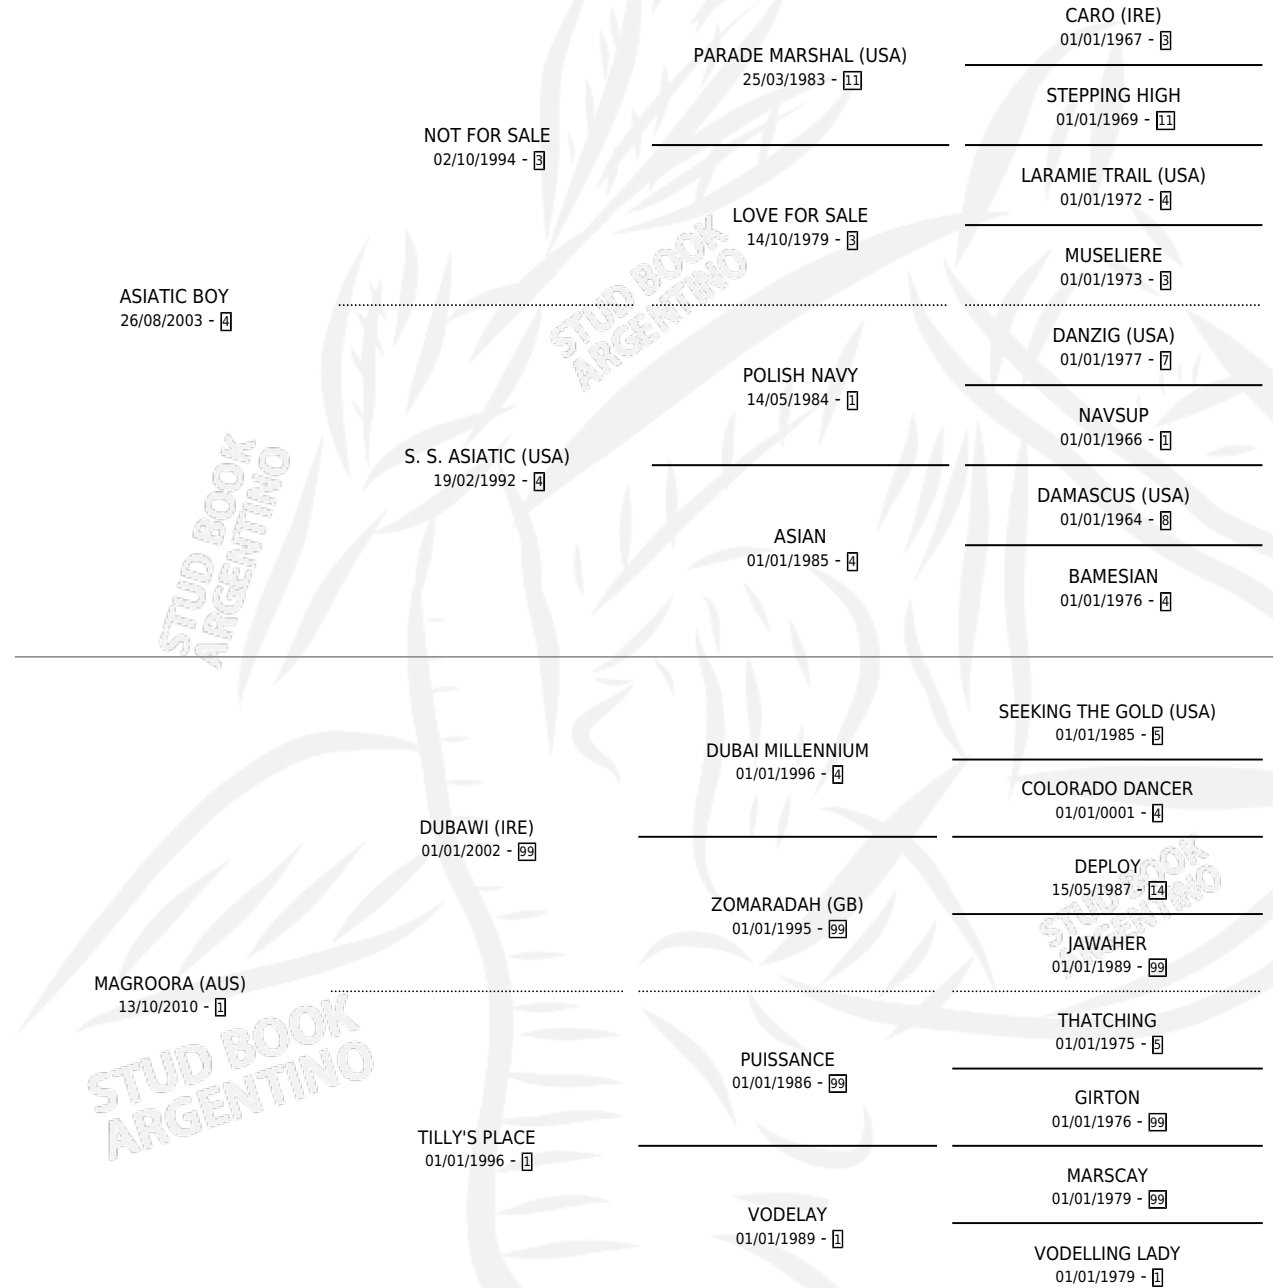 CARO (IRE)
01/01/1967 - 3
PARADE MARSHAL (USA)
25/03/1983 - 11
STEPPING HIGH
01/01/1969 - 11
NOT FOR SALE
02/10/1994 - 3
LARAMIE TRAIL (USA)
01/01/1972 - 4
LOVE FOR SALE
14/10/1979 - 3
MUSELIERE
01/01/1973 - 3
ASIATIC BOY
26/08/2003 - 4
DANZIG (USA)
01/01/1977 - 7
POLISH NAVY
14/05/1984 - 1
NAVSUP
01/01/1966 - 1
S. S. ASIATIC (USA)
19/02/1992 - 4
DAMASCUS (USA)
01/01/1964 - 8
ASIAN
01/01/1985 - 4
BAMESIAN
01/01/1976 - 4
STUD BOOK
ARGENTINO
STUD BOOK
ARGENTINO
SEEKING THE GOLD (USA)
01/01/1985 - 5
DUBAI MILLENNIUM
01/01/1996 - 4
COLORADO DANCER
01/01/0001 - 4
DUBAWI (IRE)
01/01/2002 - 99
DEPLOY
15/05/1987 - 14
ZOMARADAH (GB)
01/01/1995 - 99
JAWAHER
01/01/1989 - 99
MAGROORA (AUS)
13/10/2010 - 1
THATCHING
01/01/1975 - 5
PUISSANCE
01/01/1986 - 99
GIRTON
01/01/1976 - 99
TILLY'S PLACE
01/01/1996 - 1
MARSCAY
01/01/1979 - 99
VODELAY
01/01/1989 - 1
VODELLING LADY
01/01/1979 - 1
STUD BOOK
ARGENTINO
STUD BOOK
ARGENTINO